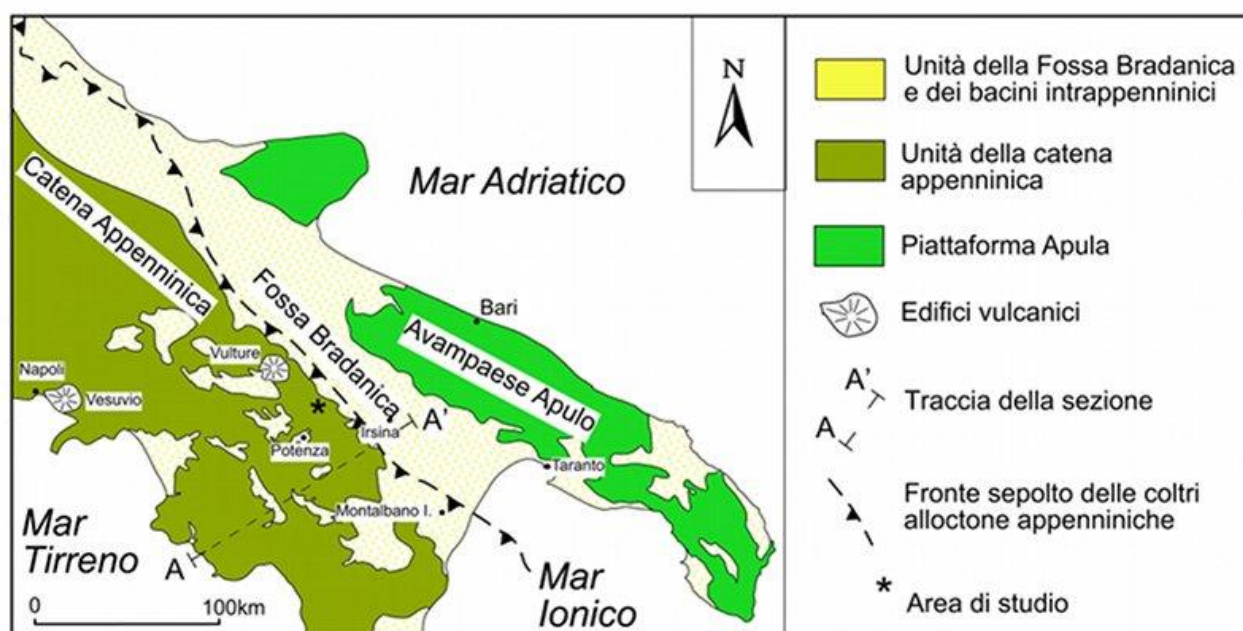 N
Mar Adriatico
Catena Appenninica
Fossa Bradanica
Bari
Avampaese Apulo
Vulture
Napoli
Vesuvio
A'
Irsina
Potenza
Taranto
Montalbano I.
Mar
Tirreno
A
Mar
Ionico
0
100km
Unità della Fossa Bradanica
e dei bacini intrappenninici
Unità della catena
appenninica
Piattaforma Apula
Edifici vulcanici
A'
A
Traccia della sezione
Fronte sepolto delle coltri
alloctone appenniniche
*
Area di studio